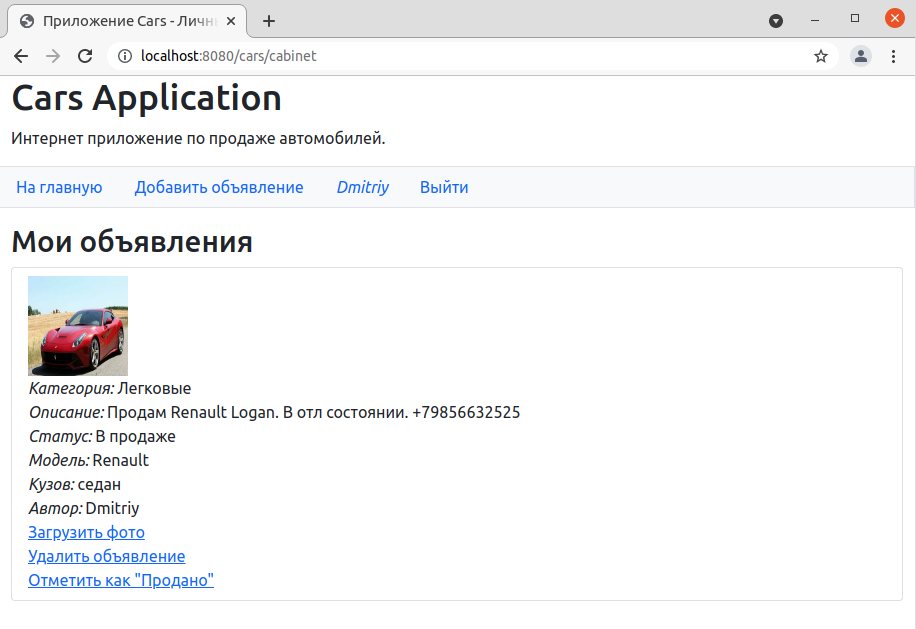 Приложение Cars - Личн
localhost:8080/cars/cabinet
Cars Application
Интернет приложение по продаже автомобилей.
На главную Добавить объявление Dmitriy Выйти
Мои объявления
Категория: Легковые
Описание: Продам Renault Logan. В отл состоянии. +79856632525
Статус: В продаже
Модель: Renault
Кузов: седан
Автор: Dmitriy
Загрузить фото
Удалить объявление
Отметить как "Продано"